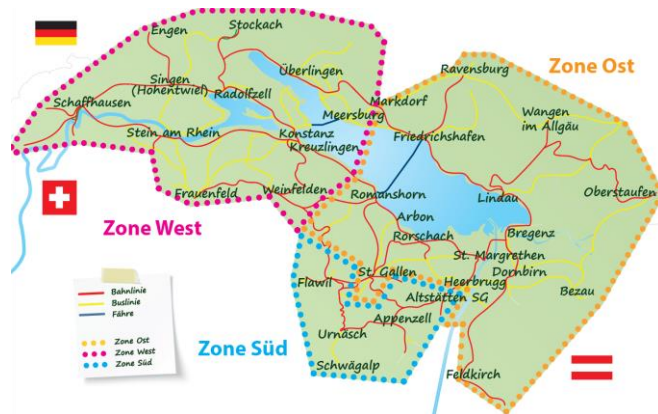 Engen
Stockach
Überlingen
Ravensburg
Zone Ost
Singen
(Hohentwiel)
Radolfzell
Schaffhausen
Meersburg
Markdorf
Wangen
im Allgäu
Stein am Rhein
Konstanz
Friedrichshafen
Kreuzlingen
Frauenfeld
Weinfelden
Romanshorn
Lindau
Oberstaufen
Zone West
Arbon
Rorschach
Bregenz
St. Margrethen
Dornbirn
Bahnlinie
Buslinie
Fähre
Zone Ost
Zone West
Zone Süd
Flawil
St. Gallen
Heerbrugg
Altstätten SG
Bezau
Appenzell
Urnäsch
Zone Süd
Schwägalp
Feldkirch